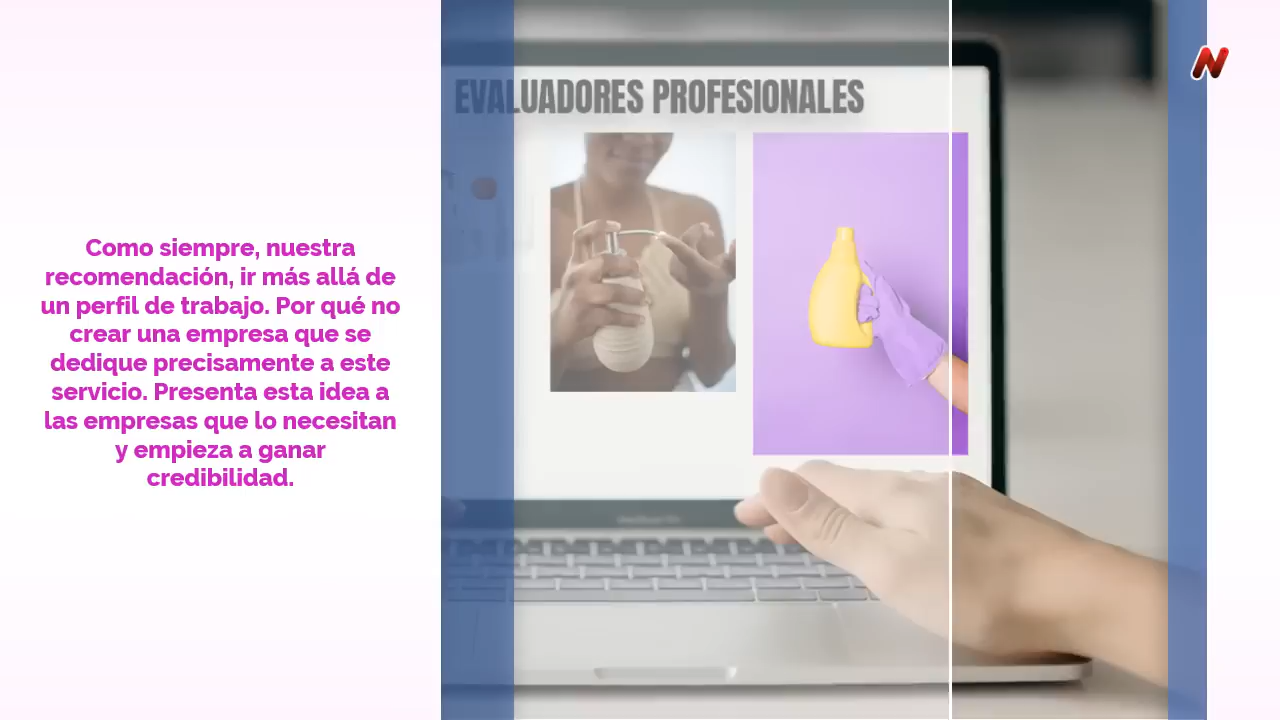 Como siempre, nuestra
recomendación, ir más allá de
un perfil de trabajo. Por qué no
crear una empresa que se
dedique precisamente a este
servicio. Presenta esta idea a
las empresas que lo necesitan
y empieza a ganar
credibilidad.
EVALUADORES PROFESIONALES
N